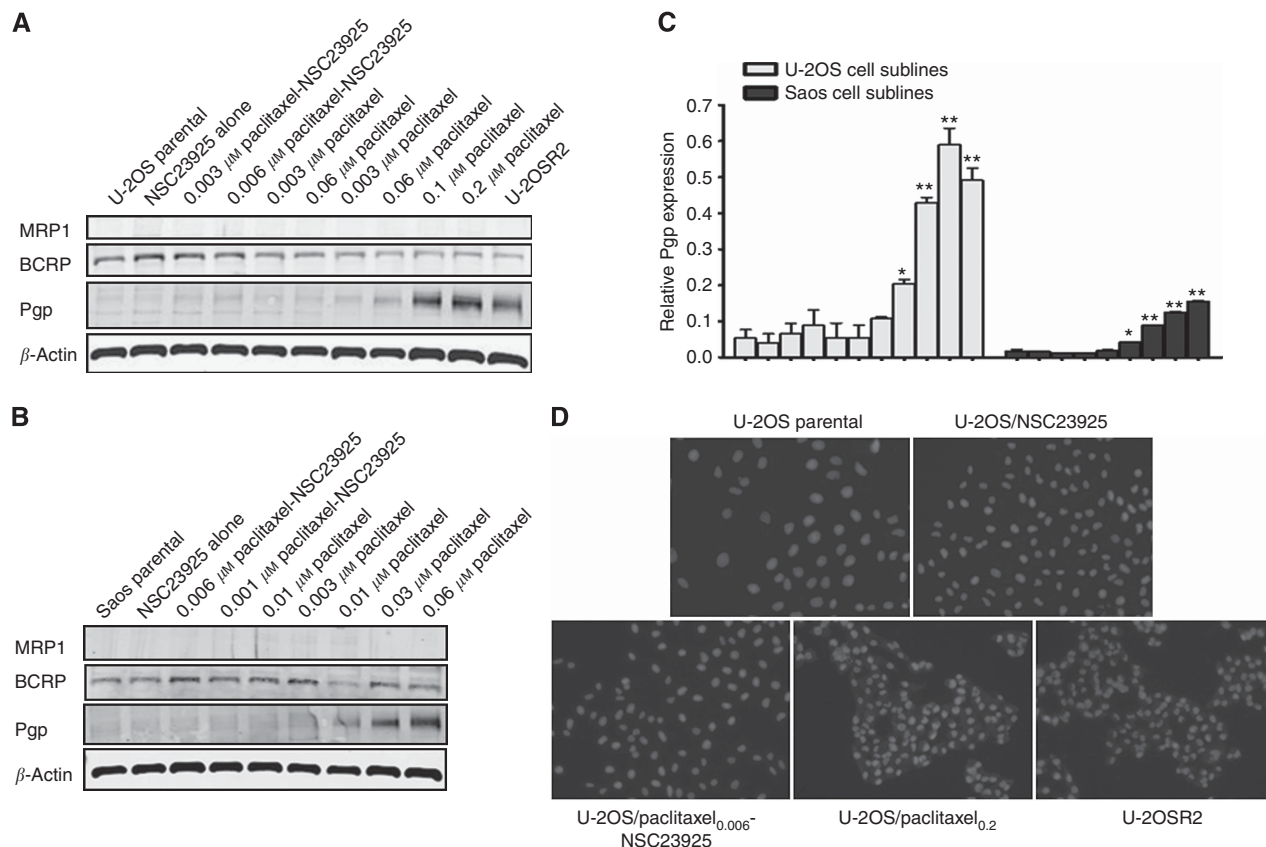 A
U-2OS parental
NSC23925 alone
0.003 μM paclitaxel-NSC23925
0.006 μM paclitaxel-NSC23925
0.003 μM paclitaxel
0.06 μM paclitaxel
0.003 μM paclitaxel
0.06 μM paclitaxel
0.1 μM paclitaxel
0.2 μM paclitaxel
U-2OSR2
MRP1
BCRP
Pgp
β-Actin
B
Saos parental
NSC23925 alone
0.006 μM paclitaxel-NSC23925
0.001 μM paclitaxel-NSC23925
0.01 μM paclitaxel
0.003 μM paclitaxel
0.01 μM paclitaxel
0.03 μM paclitaxel
0.06 μM paclitaxel
MRP1
BCRP
Pgp
β-Actin
C
U-2OS cell sublines
Saos cell sublines
Relative Pgp expression
0.7
0.6
0.5
0.4
0.3
0.2
0.1
0.0
*
**
**
**
*
**
**
**
D
U-2OS parental
U-2OS/NSC23925
U-2OS/paclitaxel0.006-
NSC23925
U-2OS/paclitaxel0.2
U-2OSR2